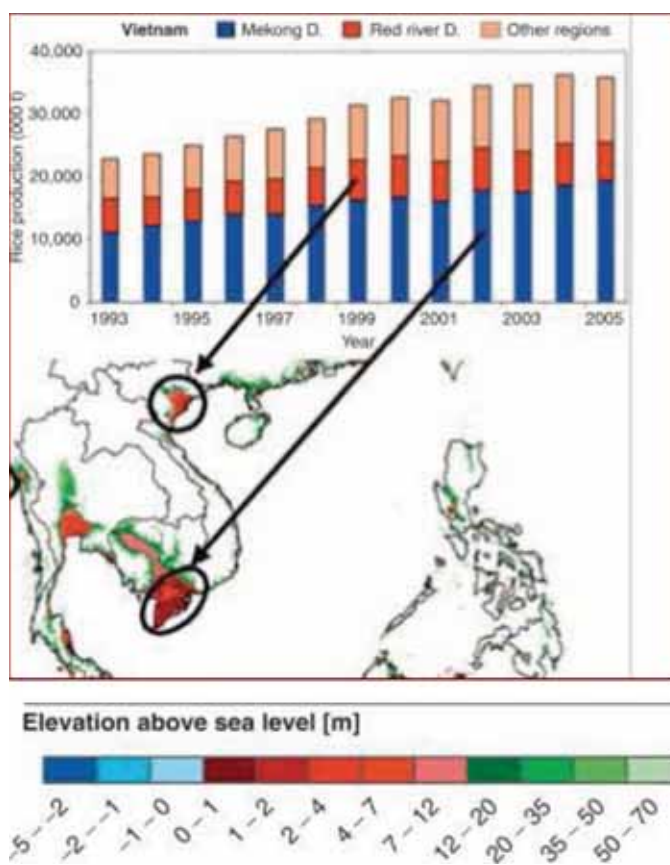 Vietnam Mekong D. Red river D. Other regions
Rice production (000 t)
40,000
30,000
20,000
10,000
0
1993 1995 1997 1999 2001 2003 2005
Year
Elevation above sea level [m]
–5 – –2 –2 – –1 –1 – 0 0 – 1 1 – 2 2 – 4 4 – 7 7 – 12 12 – 20 20 – 35 35 – 50 50 – 70